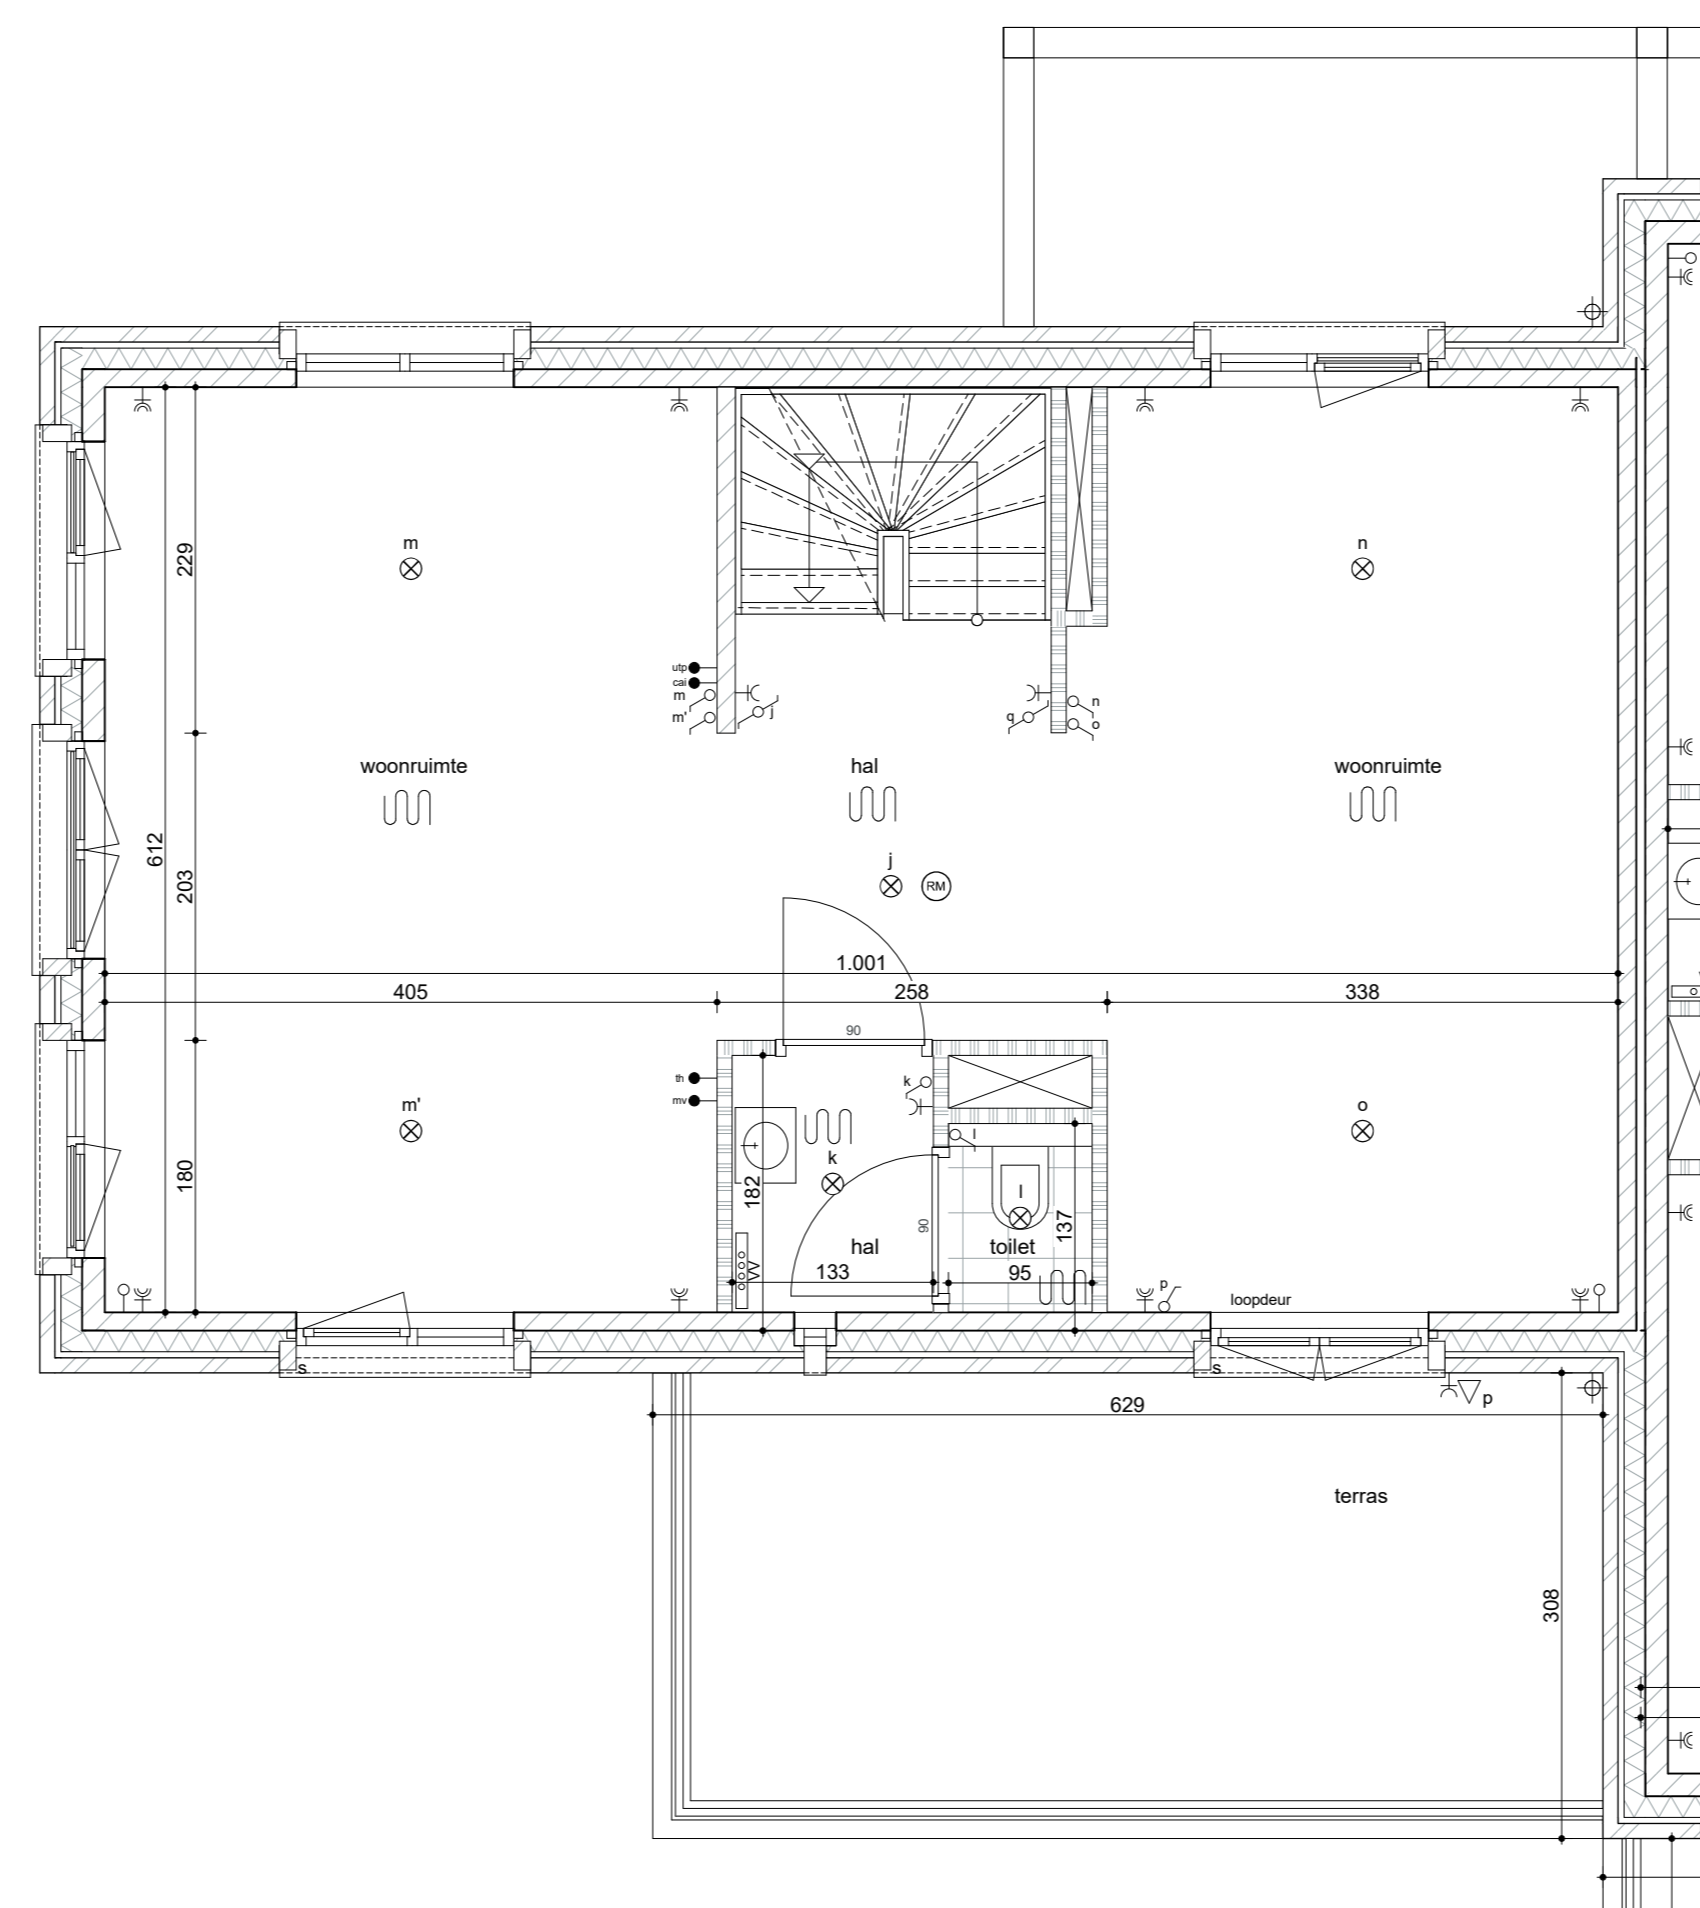 m
n
229
utp
cai
m
m'
j
q
n
o
woonruimte
hal
woonruimte
612
203
j
RM
1.001
405
258
338
90
th
mv
k
m'
l
o
k
182
180
l
137
90
hal
toilet
133
95
p
loopdeur
s
s
p
629
terras
308